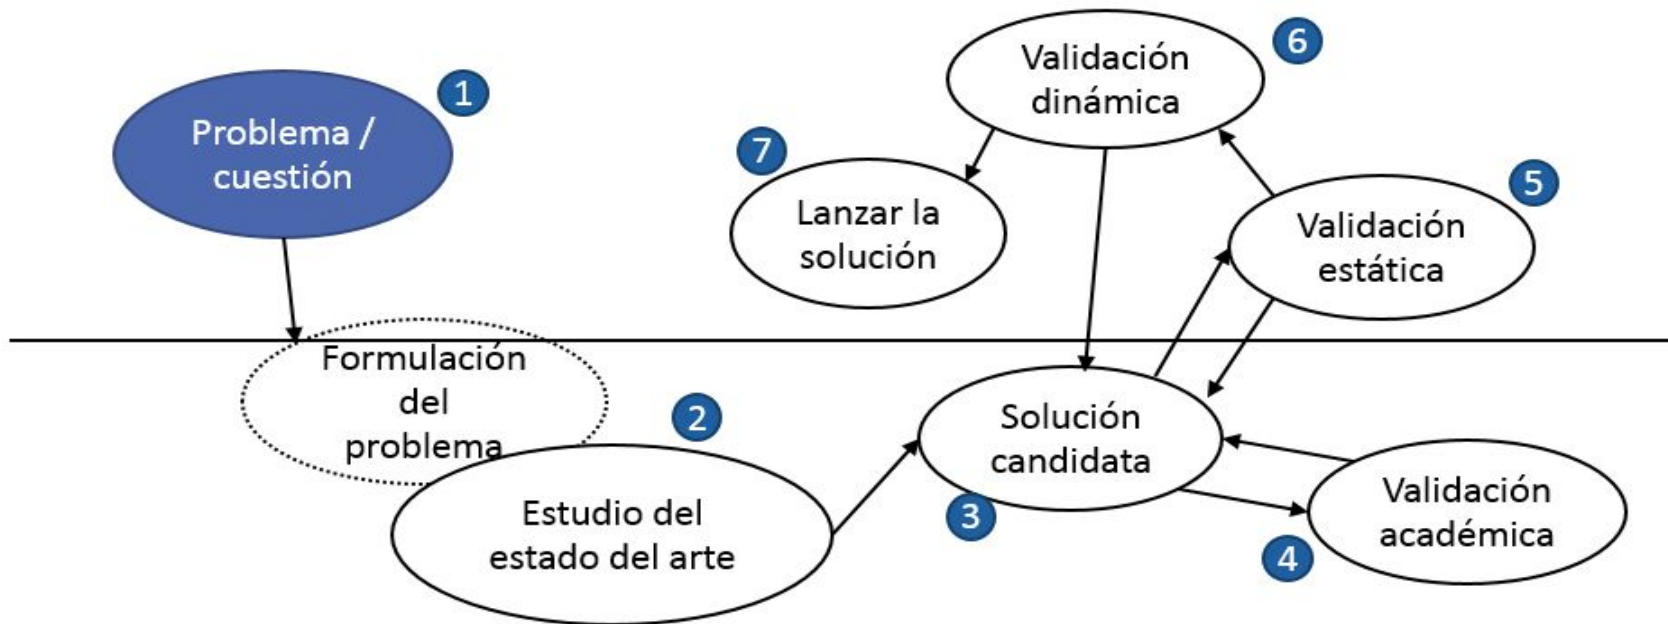 1
Problema /
cuestión
Formulación
del
problema
2
Estudio del
estado del arte
3
Solución
candidata
4
Validación
académica
5
Validación
estática
6
Validación
dinámica
7
Lanzar la
solución